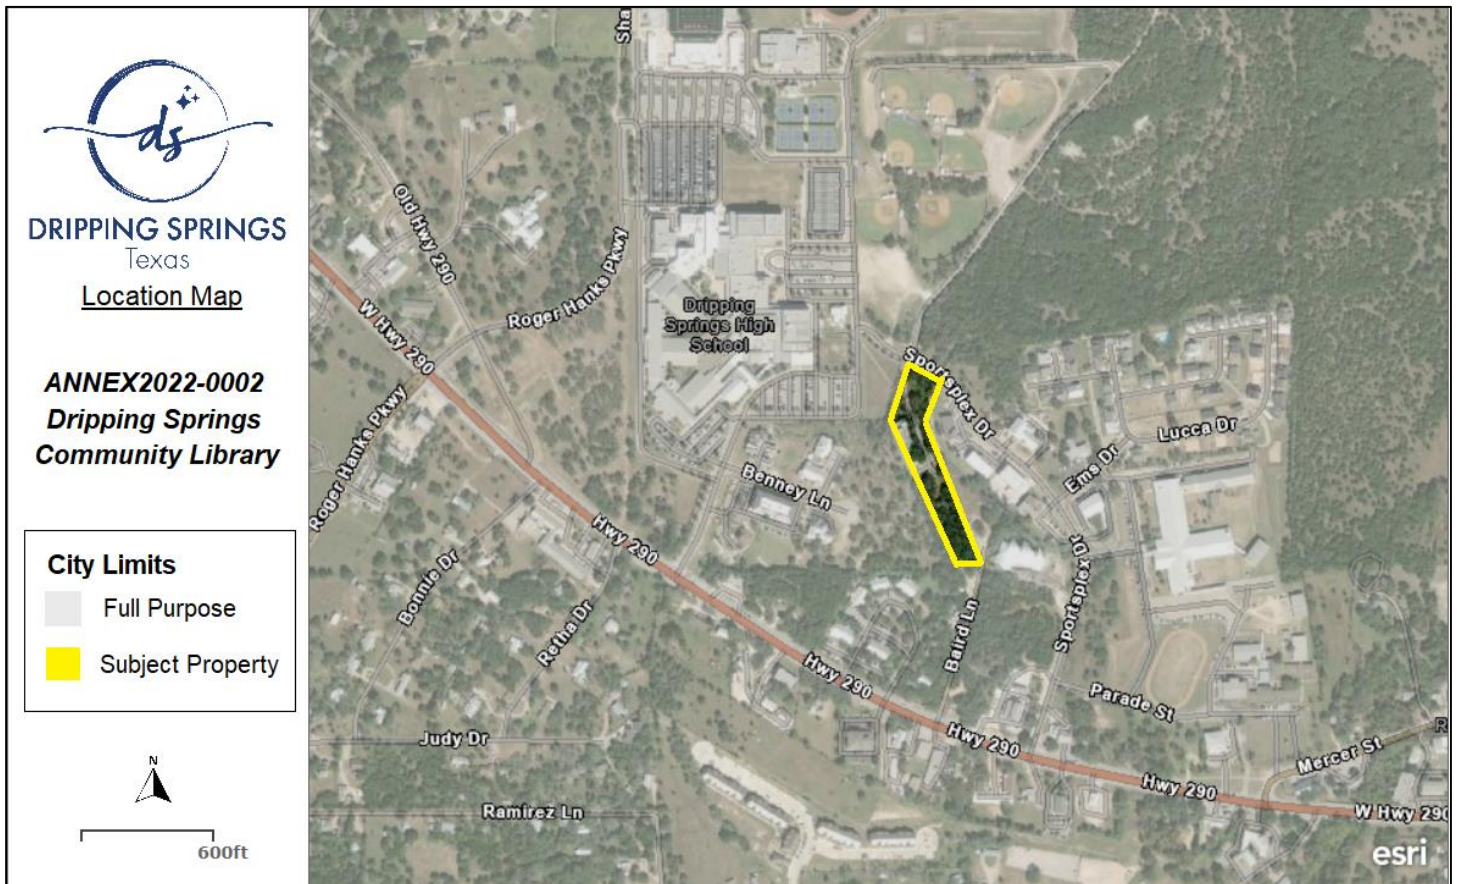 ds
DRIPPING SPRINGS
Texas
Location Map
ANNEX2022-0002
Dripping Springs
Community Library
City Limits
Full Purpose
Subject Property
N
600ft
Sha
Old Hwy 290
W Hwy 290
Roger Hanks Pkwy
Roger Hanks Pkwy
Dripping
Springs High
School
Sportsplex Dr
Lucca Dr
Ems Dr
Benney Ln
Hwy 290
Bonnie Dr
Retha Dr
Sportsplex Dr
Baird Ln
Hwy 290
Parade St
Judy Dr
Hwy 290
Mercer St
R
Hwy 290
Ramirez Ln
W Hwy 290
esri